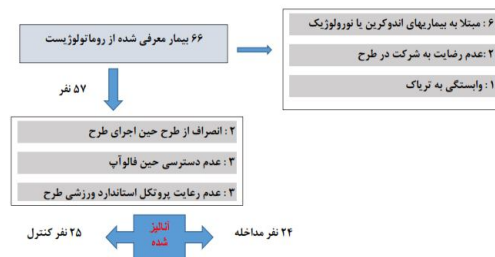 ۶۶ بیمار معرفی شده از روماتولوژیست
۶ : مبتلا به بیماریهای اندوکرین یا نورولوژیک
۲ :عدم رضایت به شرکت در طرح
۱ : وابستگی به تریاک
۵۷ نفر
۲ : انصراف از طرح حین اجرای طرح
۳ : عدم دسترسی حین فالوآپ
۳ : عدم رعایت پروتکل استاندارد ورزشی طرح
۲۴ نفر مداخله
آنالیز
شده
۲۵ نفر کنترل